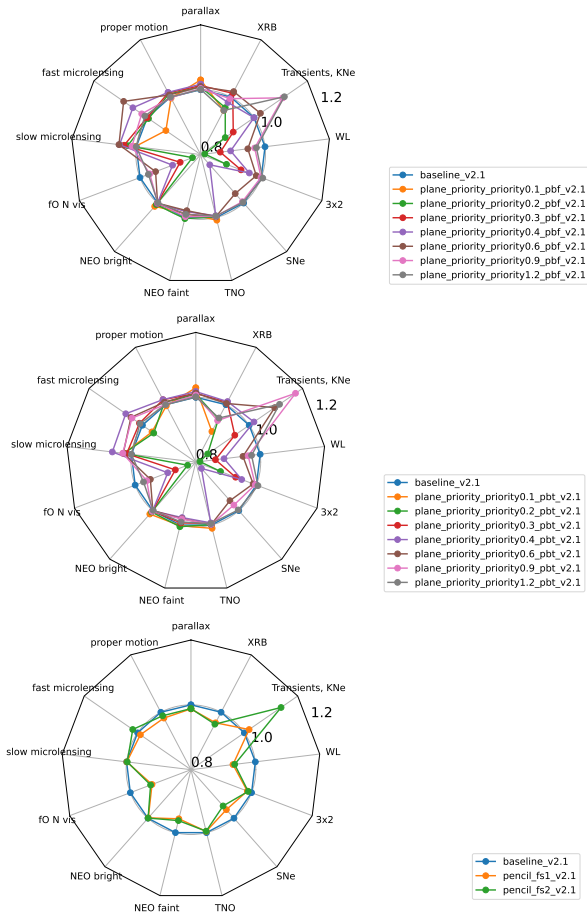 parallax
proper motion
XRB
fast microlensing
Transients, KNe
1.2
1.0
slow microlensing
0.8
WL
fO N vis
3x2
NEO bright
SNe
NEO faint
TNO
baseline_v2.1
plane_priority_priority0.1_pbf_v2.1
plane_priority_priority0.2_pbf_v2.1
plane_priority_priority0.3_pbf_v2.1
plane_priority_priority0.4_pbf_v2.1
plane_priority_priority0.6_pbf_v2.1
plane_priority_priority0.9_pbf_v2.1
plane_priority_priority1.2_pbf_v2.1
parallax
proper motion
XRB
fast microlensing
Transients, KNe
1.2
1.0
slow microlensing
0.8
WL
fO N vis
3x2
NEO bright
SNe
NEO faint
TNO
baseline_v2.1
plane_priority_priority0.1_pbt_v2.1
plane_priority_priority0.2_pbt_v2.1
plane_priority_priority0.3_pbt_v2.1
plane_priority_priority0.4_pbt_v2.1
plane_priority_priority0.6_pbt_v2.1
plane_priority_priority0.9_pbt_v2.1
plane_priority_priority1.2_pbt_v2.1
parallax
proper motion
XRB
fast microlensing
Transients, KNe
1.2
1.0
slow microlensing
0.8
WL
fO N vis
3x2
NEO bright
SNe
NEO faint
TNO
baseline_v2.1
pencil_fs1_v2.1
pencil_fs2_v2.1